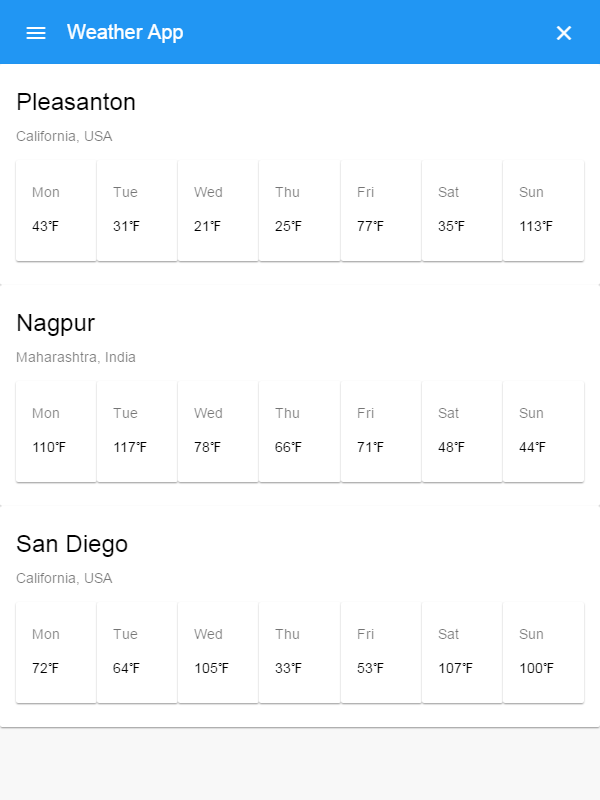 Weather App
Pleasanton
California, USA
Mon Tue Wed Thu Fri Sat Sun
43℉ 31℉ 21℉ 25℉ 77℉ 35℉ 113℉
Nagpur
Maharashtra, India
Mon Tue Wed Thu Fri Sat Sun
110℉ 117℉ 78℉ 66℉ 71℉ 48℉ 44℉
San Diego
California, USA
Mon Tue Wed Thu Fri Sat Sun
72℉ 64℉ 105℉ 33℉ 53℉ 107℉ 100℉